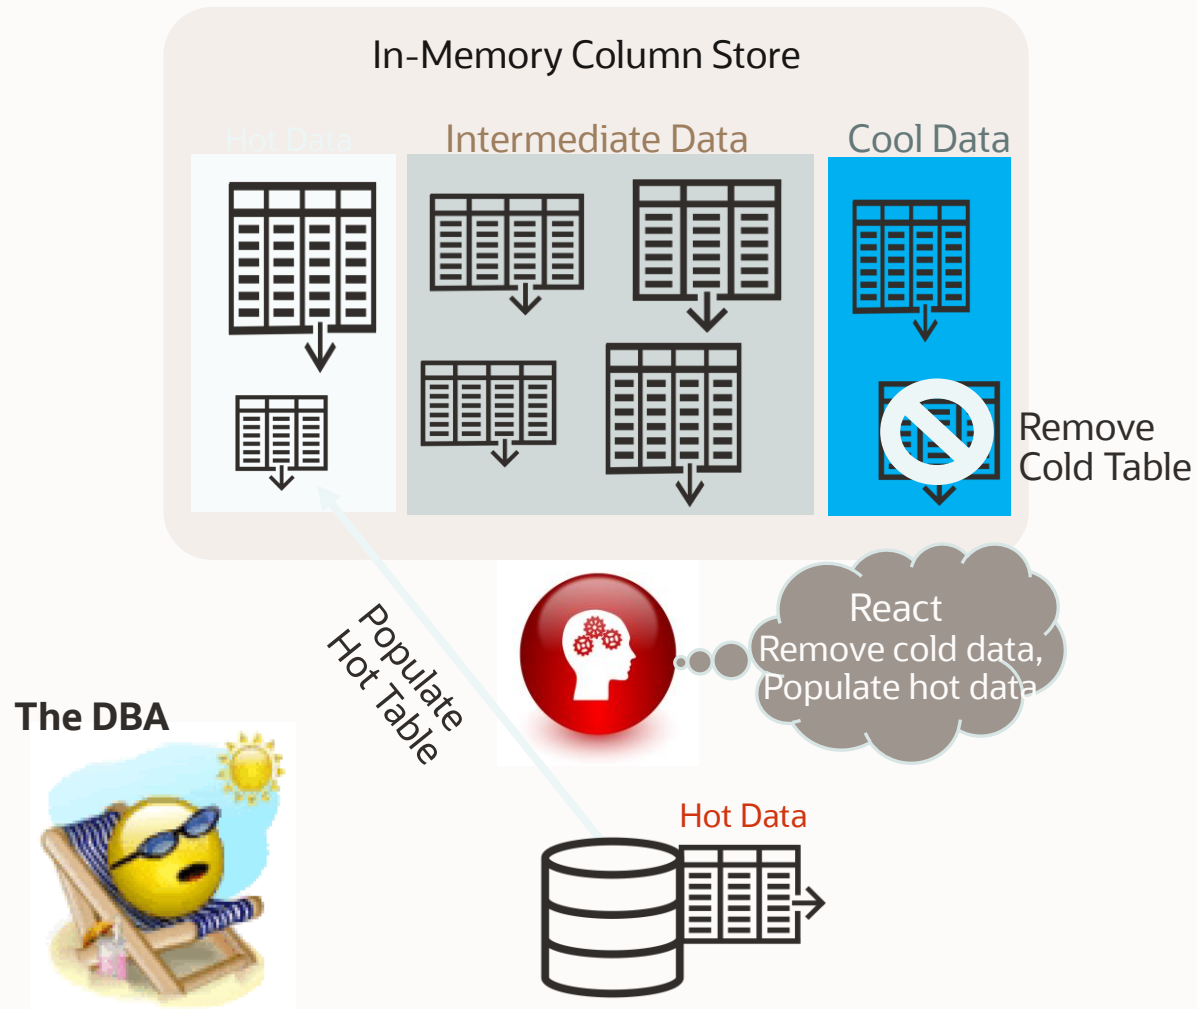 In-Memory Column Store
Hot Data
Intermediate Data
Cool Data
Remove
Cold Table
React
Remove cold data,
Populate hot data
Populate
Hot Table
The DBA
Hot Data